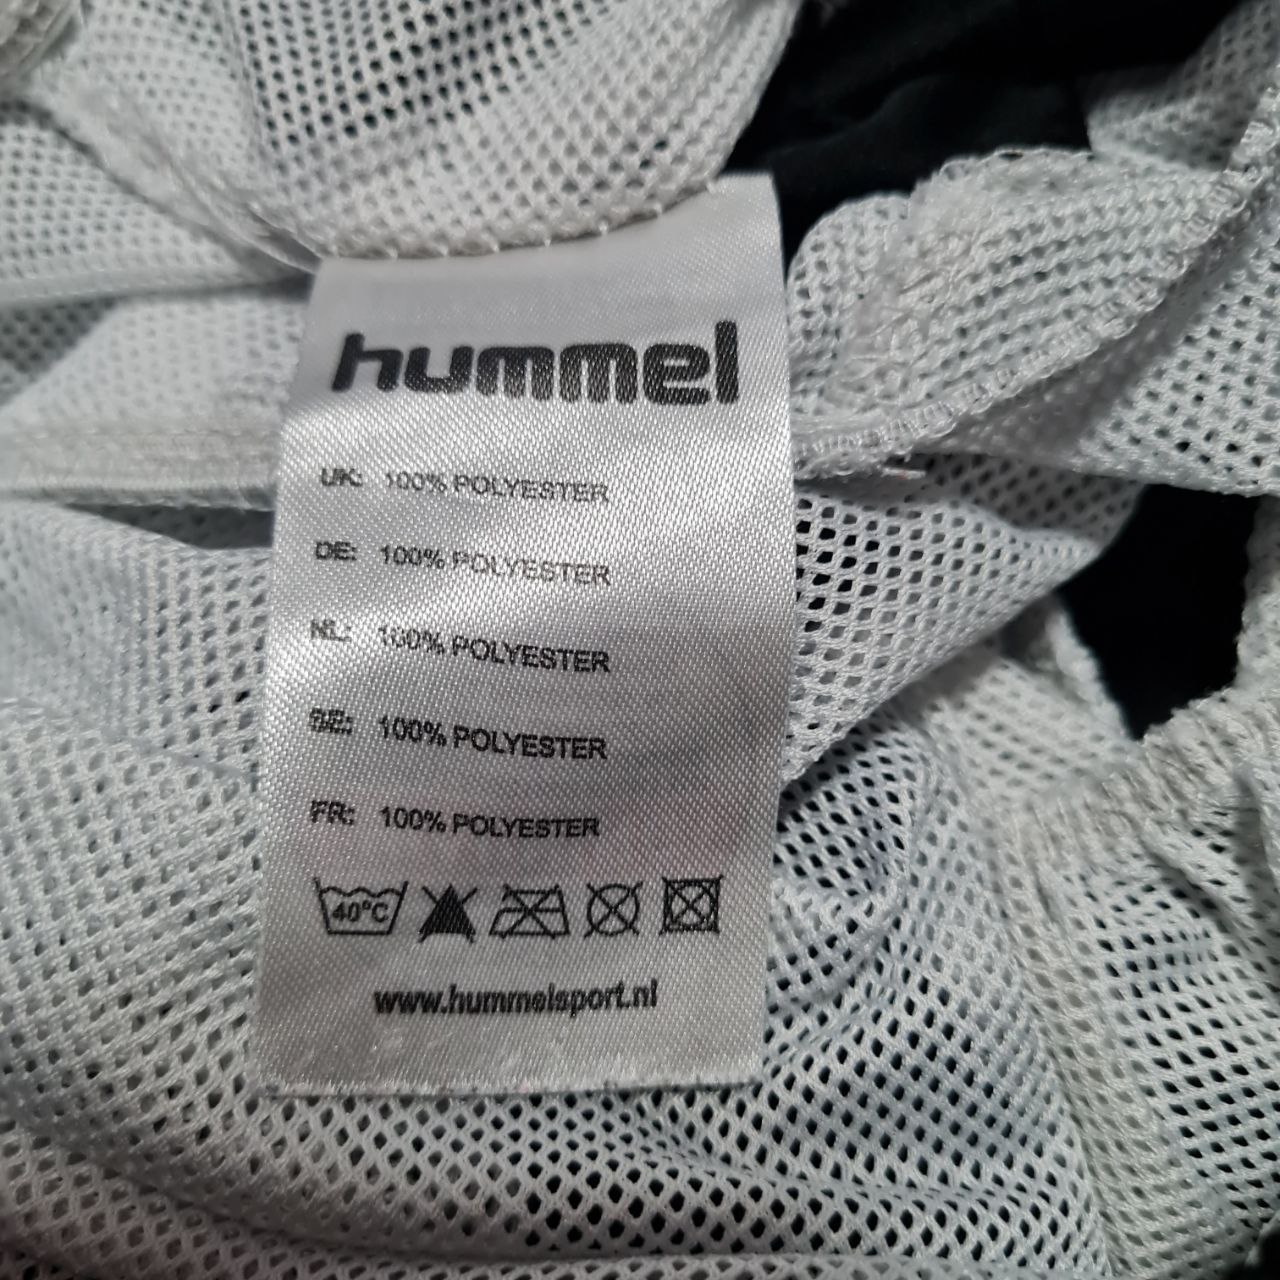 hummel
UK: 100% POLYESTER
DE: 100% POLYESTER
NL: 100% POLYESTER
BE: 100% POLYESTER
FR: 100% POLYESTER
40°C
www.hummelsport.nl